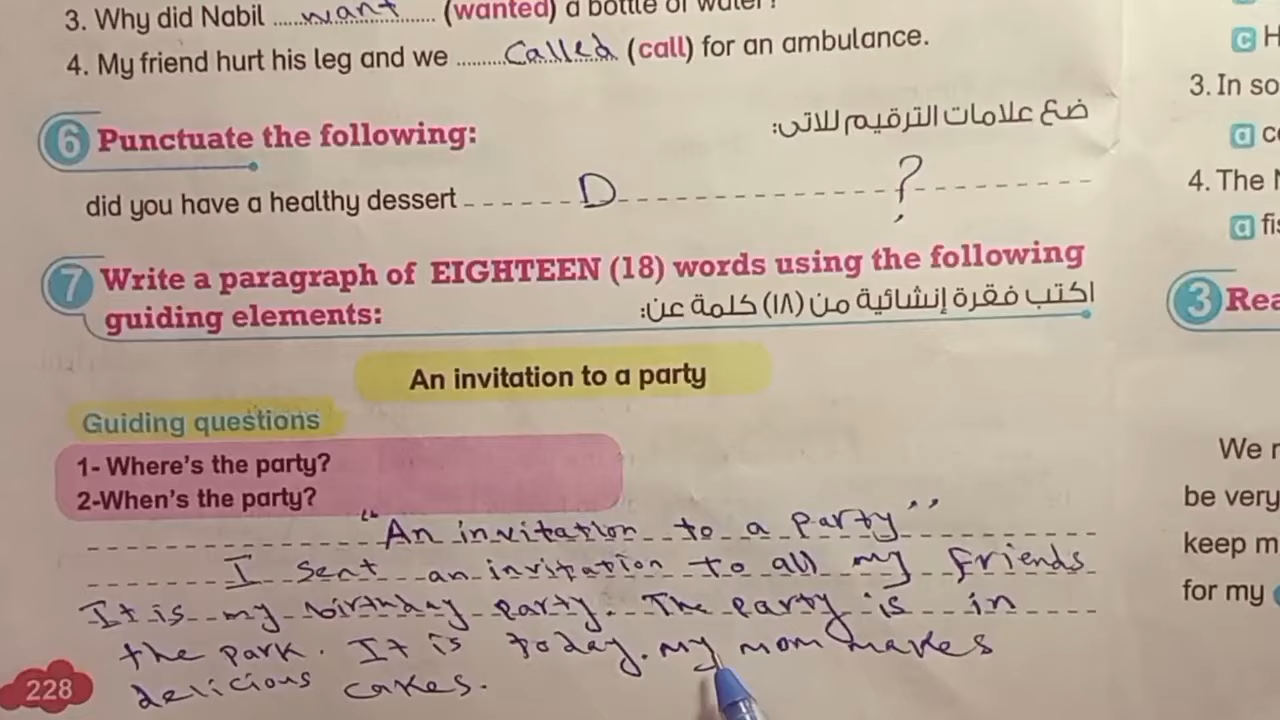 3. Why did Nabil want (wanted) a bottle of water?
4. My friend hurt his leg and we called (call) for an ambulance.
6 Punctuate the following:
ضع علامات الترقيم للاتى:
did you have a healthy dessert D ?
7 Write a paragraph of EIGHTEEN (18) words using the following
guiding elements:
اكتب فقرة إنشائية من (١٨) كلمة عن:
An invitation to a party
Guiding questions
1- Where's the party?
2-When's the party?
"An invitation to a party"
I sent an invitation to all my friends
It is my birthday party. The party is in
the park. It is today. my mom makes
delicious cakes.
228
c H
3. In so
a c
4. The
a fis
3 Rea
We
be very
keep m
for my